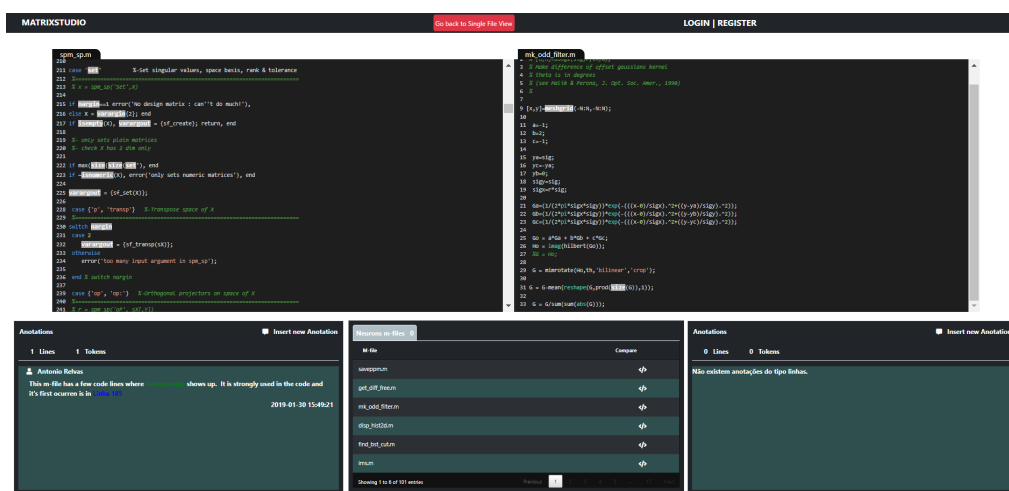 MATRIXSTUDIO
Go back to Single File View
LOGIN | REGISTER
spm_sp.m
210
211 case 'set' %-Set singular values, space basis, rank & tolerance
212 %=================================================================
213 % x = spm_sp('Set',X)
214
215 if nargin==1 error('No design matrix : can''t do much!'),
216 else X = varargin{2}; end
217 if isempty(X), varargout = {sf_create}; return, end
218
219 %- only sets plain matrices
220 %- check X has 2 dim only
221
222 if max(size(size(set
), end
223 if ~isnumeric(X), error('only sets numeric matrices'), end
224
225 varargout = {sf_set(X)};
226
228 case {'p', 'transp'} %-Transpose space of X
229 %=================================================================
230 switch nargin
231 case 2
232 varargout = {sf_transp(sX)};
233 otherwise
234 error('too many input argument in spm_sp');
235
236 end % switch nargin
237
239 case {'op', 'op:'} %-Orthogonal projectors on space of X
240 %=================================================================
241 % r = spm_sp('oP', sX[,Y])
mk_odd_filter.m
3 % Make difference of offset gaussians kernel
4 % theta is in degrees
5 % (see Malik & Perona, J. Opt. Soc. Amer., 1990)
6 %
7
9 [x,y]=meshgrid(-N:N,-N:N);
10
11 a=-1;
12 b=2;
13 c=-1;
14
15 ya=sig;
16 yc=-ya;
17 yb=0;
18 sigy=sig;
19 sigx=r*sig;
20
21 Ga=(1/(2*pi*sigx*sigy))*exp(-(((x-0)/sigx).^2+((y-ya)/sigy).^2));
22 Gb=(1/(2*pi*sigx*sigy))*exp(-(((x-0)/sigx).^2+((y-yb)/sigy).^2));
23 Gc=(1/(2*pi*sigx*sigy))*exp(-(((x-0)/sigx).^2+((y-yc)/sigy).^2));
24
25 Go = a*Ga + b*Gb + c*Gc;
26 Ho = imag(hilbert(Go));
27 %G = Ho;
28
29 G = mimrotate(Ho,th,'bilinear','crop');
30
31 G = G-mean(reshape(G,prod(size(G)),1));
32
33 G = G/sum(sum(abs(G)));
Anotations
Insert new Anotation
1 Lines 1 Tokens
Antonio Relvas
This m-file has a few code lines where shows up. It is strongly used in the code and
it's first ocurren is in Linha 185
2019-01-30 15:49:21
Neurons m-files 0
M-file Compare
saveppm.m </>
get_diff_free.m </>
mk_odd_filter.m </>
disp_hist2d.m </>
find_bst_cut.m </>
ims.m </>
Showing 1 to 6 of 101 entries
Previous 1 2 3 4 5 … 17 Next
Anotations
Insert new Anotation
0 Lines 0 Tokens
Não existem anotações do tipo linhas.